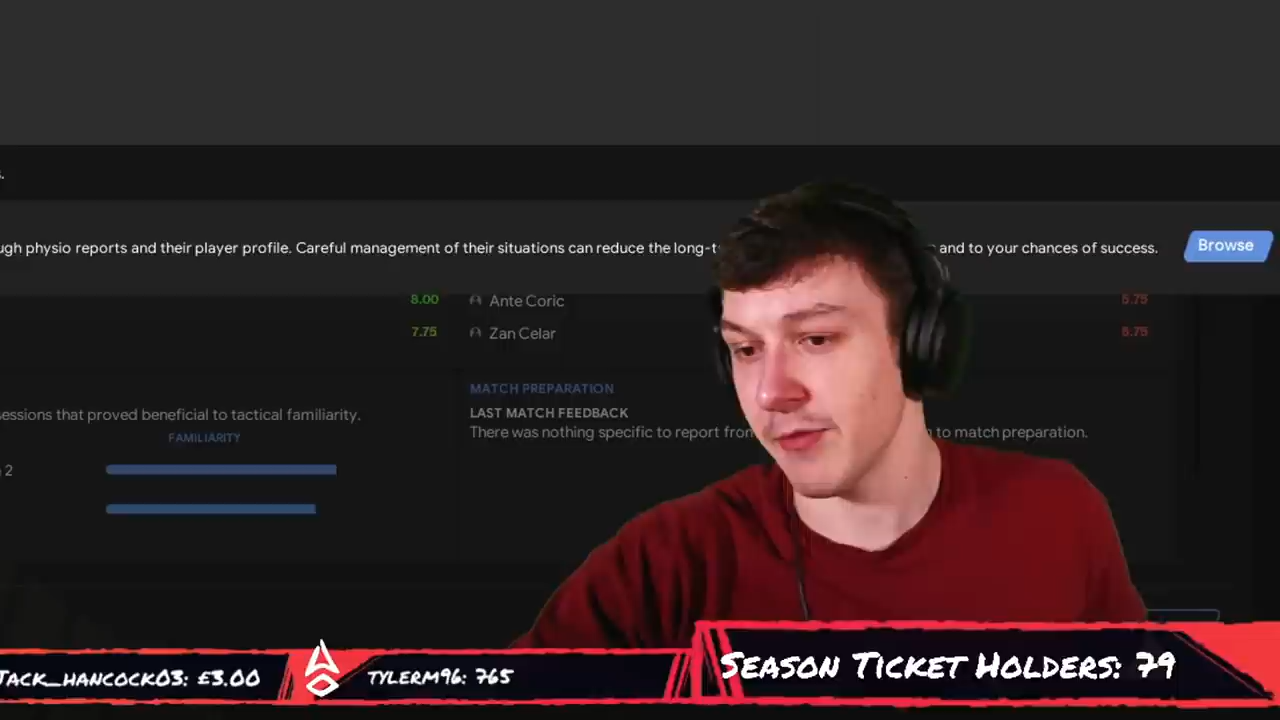 s.
ugh physio reports and their player profile. Careful management of their situations can reduce the long-t
and to your chances of success.
Browse
8.00 Ante Coric 5.75
7.75 Zan Celar 5.75
MATCH PREPARATION
LAST MATCH FEEDBACK
sessions that proved beneficial to tactical familiarity.
There was nothing specific to report from
to match preparation.
FAMILIARITY
2
JACK_HANCOCK03: £3.00
TYLERM96: 765
SEASON TICKET HOLDERS: 79